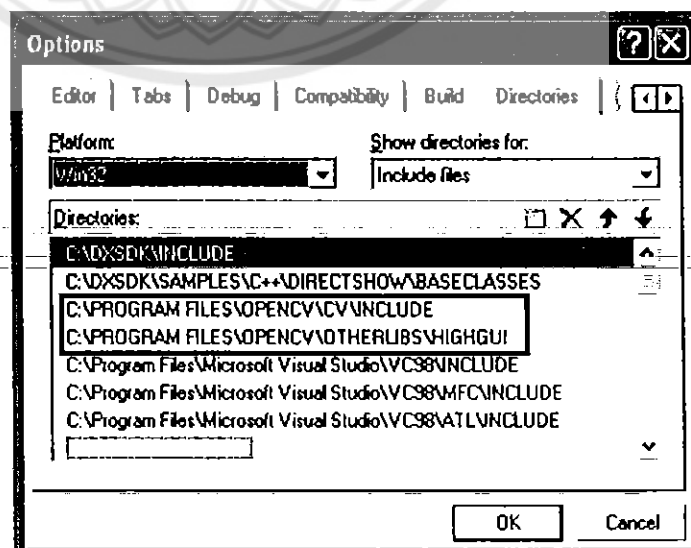 Options
Editor Tabs Debug Compatibility Build Directories
Platform: Show directories for:
Win32 Include files
Directories:
C:\DXSDK\INCLUDE
C:\DXSDK\SAMPLES\C++\DIRECTSHOW\BASECLASSES
C:\PROGRAM FILES\OPENCV\CV\INCLUDE
C:\PROGRAM FILES\OPENCV\OTHERLIBS\HIGHGUI
C:\Program Files\Microsoft Visual Studio\VC98\INCLUDE
C:\Program Files\Microsoft Visual Studio\VC98\MFC\INCLUDE
C:\Program Files\Microsoft Visual Studio\VC98\ATL\INCLUDE
OK Cancel